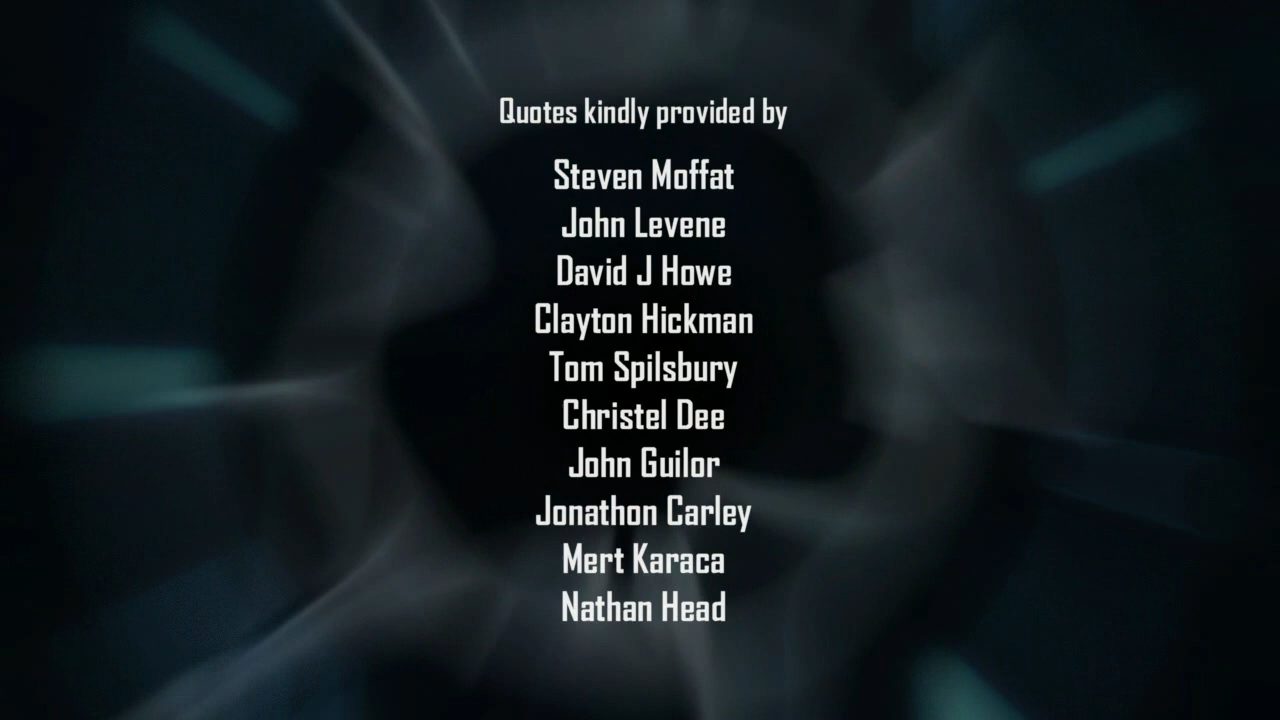 Quotes kindly provided by
Steven Moffat
John Levene
David J Howe
Clayton Hickman
Tom Spilsbury
Christel Dee
John Guilor
Jonathon Carley
Mert Karaca
Nathan Head